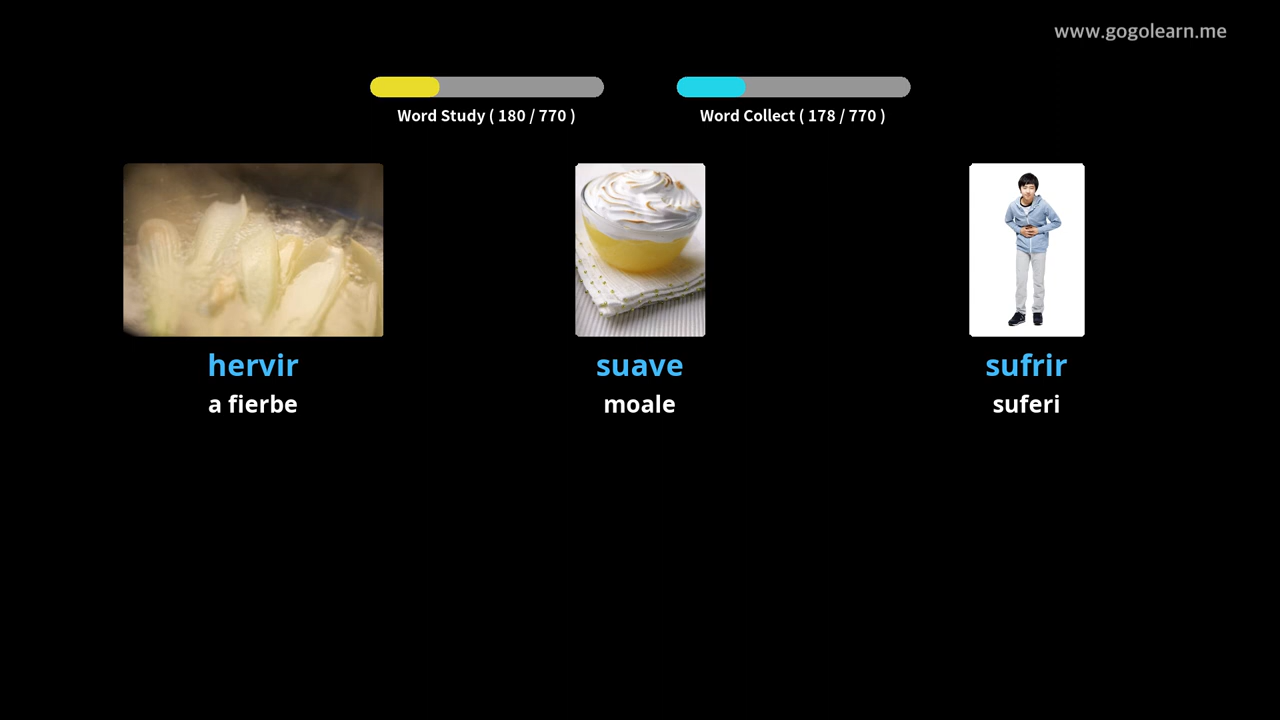 www.gogolearn.me
Word Study ( 180 / 770 )
Word Collect ( 178 / 770 )
hervir
a fierbe
suave
moale
sufrir
suferi